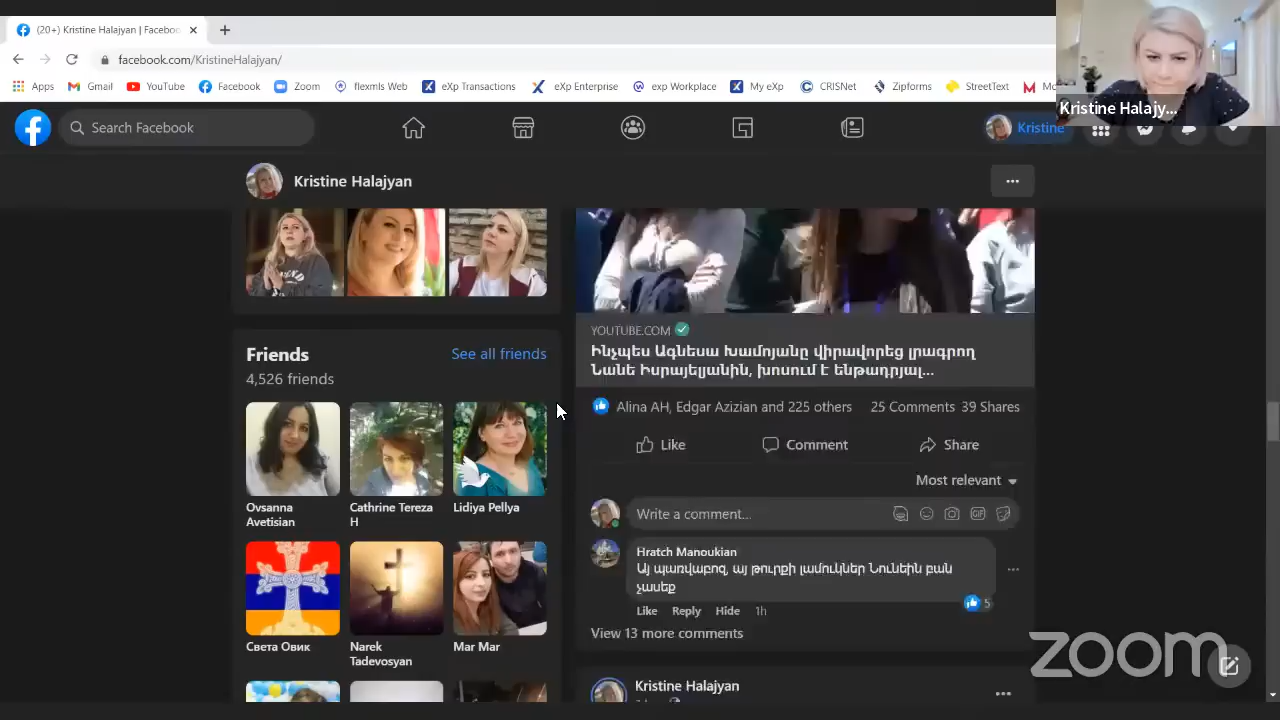 (20+) Kristine Halajyan | Facebo
facebook.com/KristineHalajyan/
Apps Gmail YouTube Facebook Zoom flexmls Web eXp Transactions eXp Enterprise exp Workplace My eXp CRISNet Zipforms StreetText
Kristine Halajy...
Search Facebook
Kristine
Kristine Halajyan
Friends
See all friends
4,526 friends
Ovsanna
Avetisian
Cathrine Tereza
H
Lidiya Pellya
Света Овик
Narek
Tadevosyan
Mar Mar
YOUTUBE.COM
Ինչպես Ագնեսա Խամոյանը վիրավորեց լրագրող
Նանե Իսրայելյանին, խոսում է ենթադրյալ...
Alina AH, Edgar Azizian and 225 others 25 Comments 39 Shares
Like Comment Share
Most relevant
Write a comment...
GIF
Hratch Manoukian
Այ պառվաբոզ, այ թուրքի լամուկներ Նունեին բան
չասեք
5
Like Reply Hide 1h
View 13 more comments
Kristine Halajyan
zoom